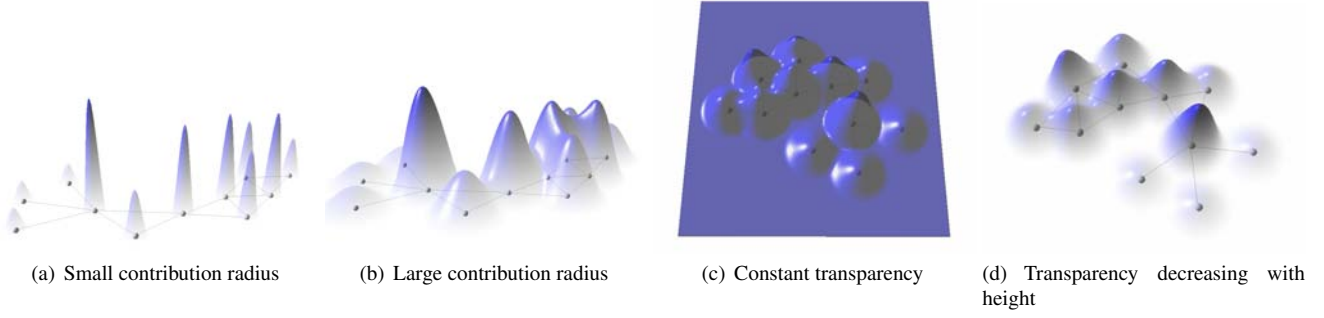 (a) Small contribution radius
(b) Large contribution radius
(c) Constant transparency
(d) Transparency decreasing with
height